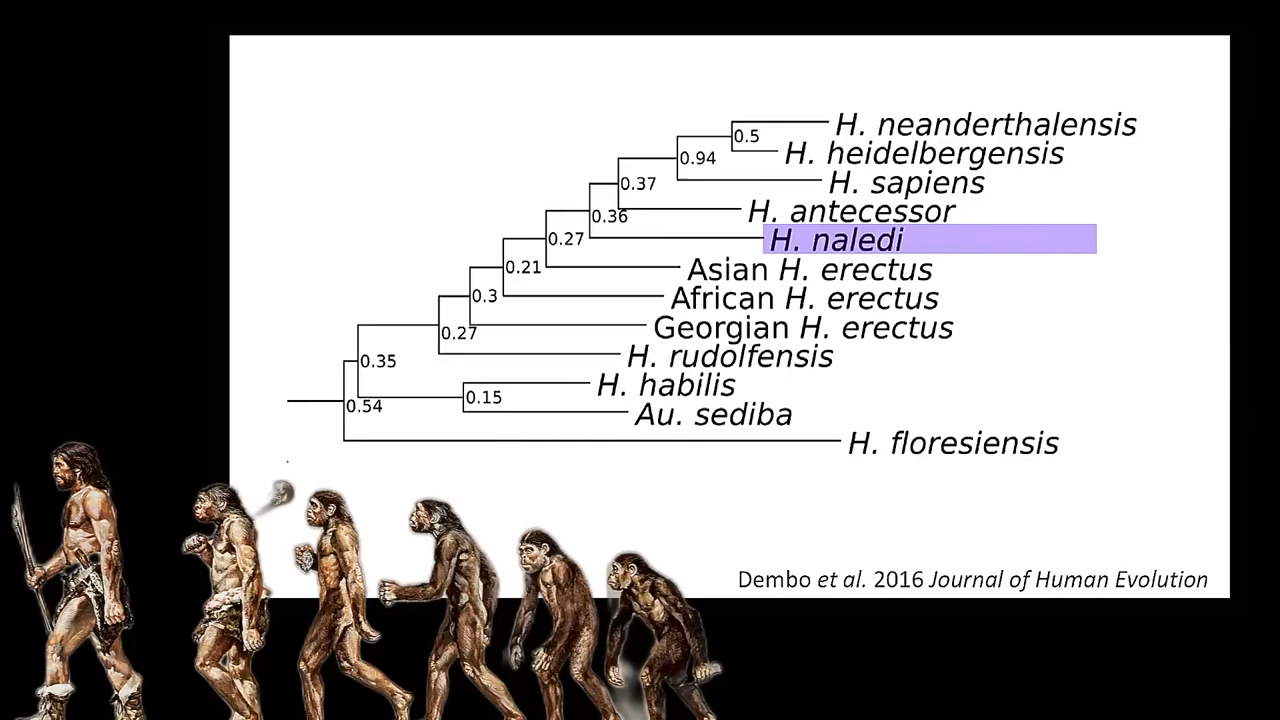 H. neanderthalensis
0.5
H. heidelbergensis
0.94
H. sapiens
0.37
H. antecessor
0.36
H. naledi
0.27
Asian H. erectus
0.21
African H. erectus
0.3
Georgian H. erectus
0.27
H. rudolfensis
0.35
H. habilis
0.15
0.54
Au. sediba
H. floresiensis
Dembo et al. 2016 Journal of Human Evolution